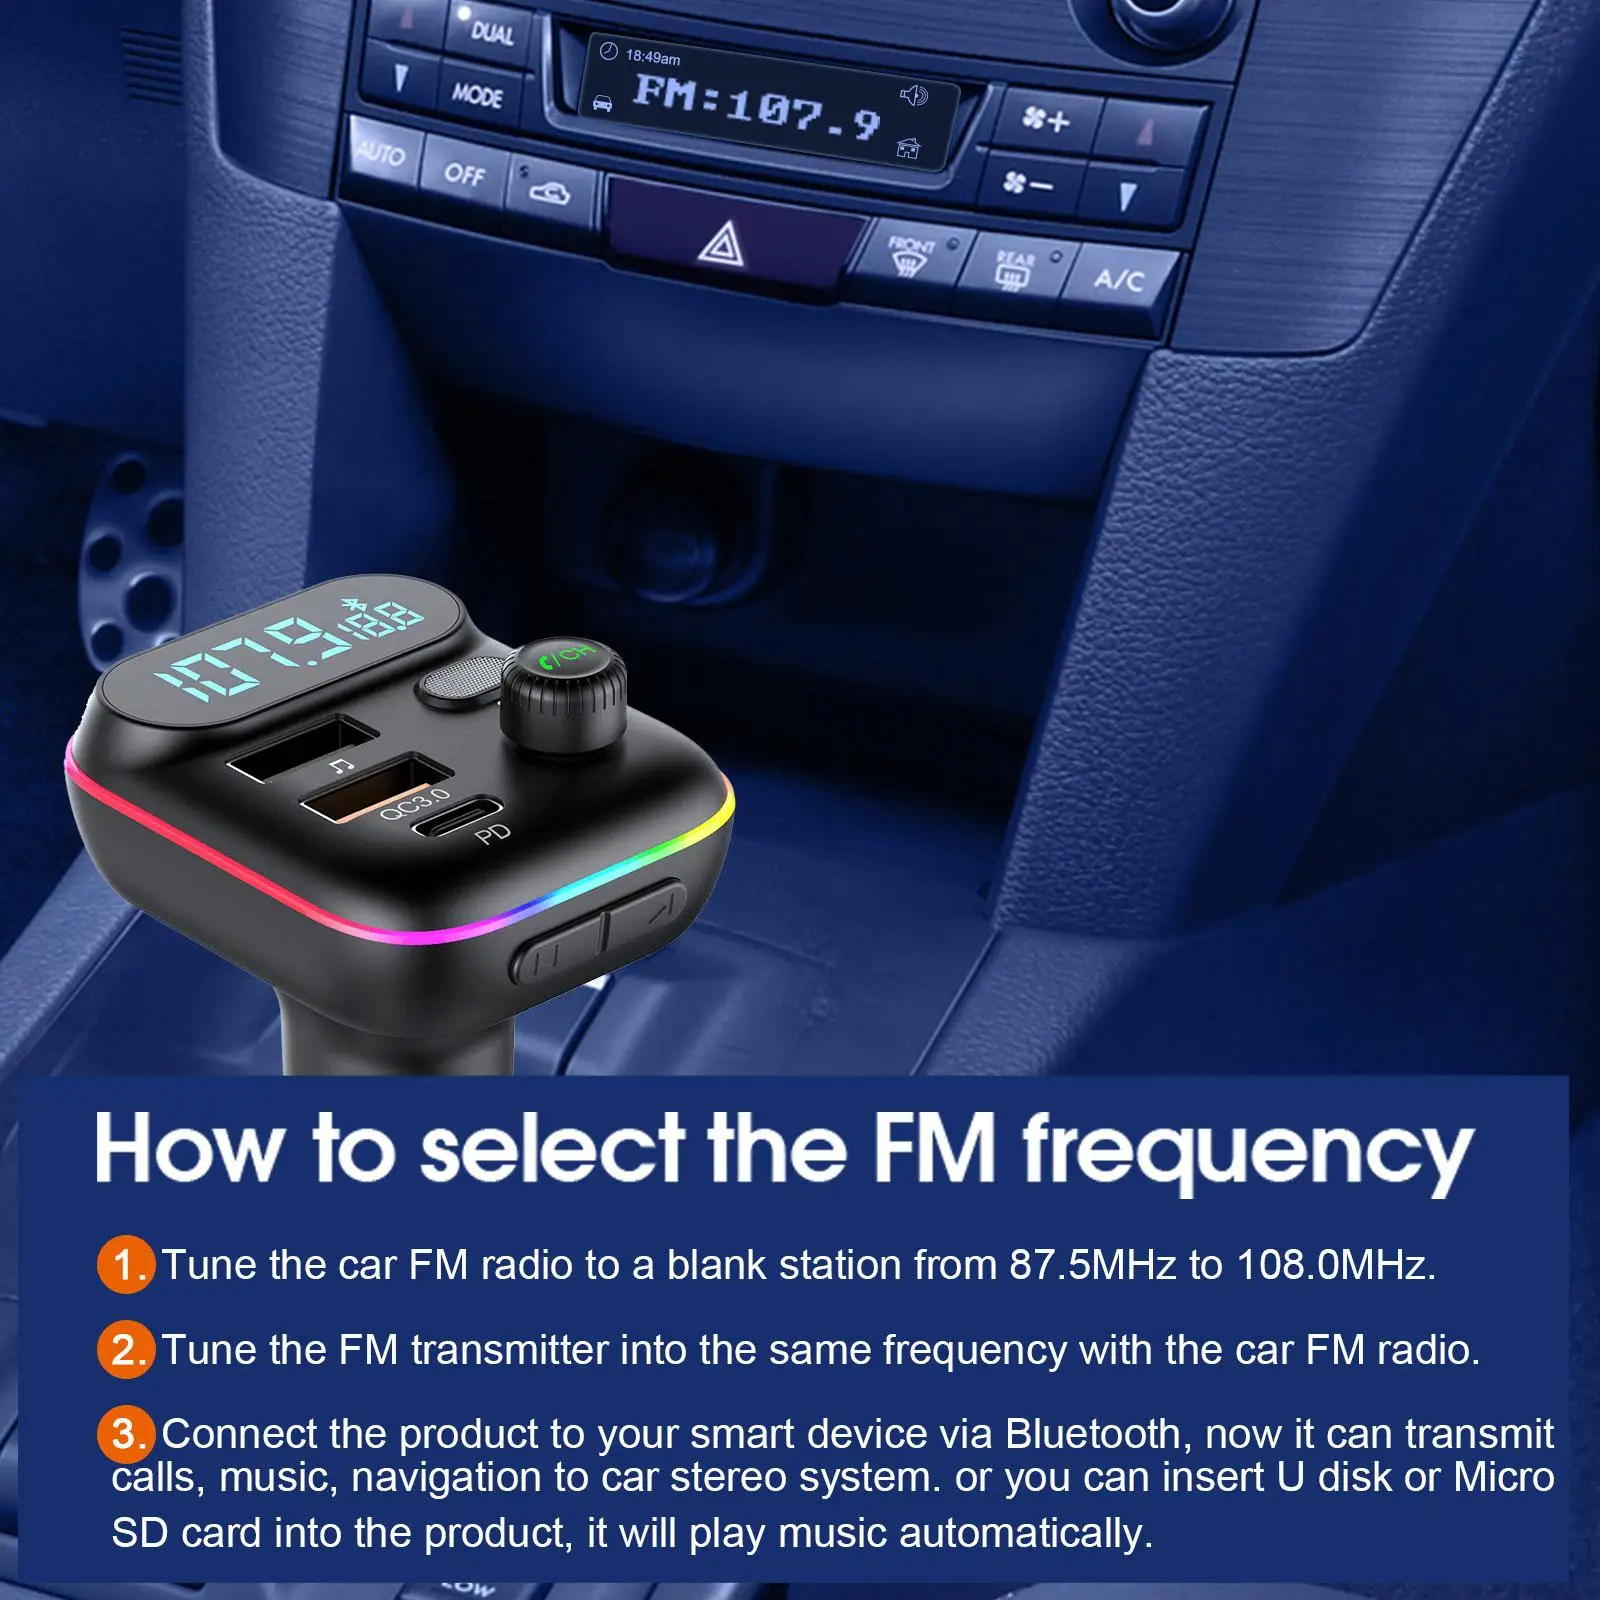 DUAL
MODE
AUTO
OFF
18:49am
FM:107.9
FRONT
REAR
A/C
107.9
18.8
/CH
QC3.0
PD
How to select the FM frequency
1. Tune the car FM radio to a blank station from 87.5MHz to 108.0MHz.
2. Tune the FM transmitter into the same frequency with the car FM radio.
3. Connect the product to your smart device via Bluetooth, now it can transmit
calls, music, navigation to car stereo system. or you can insert U disk or Micro
SD card into the product, it will play music automatically.
LOW